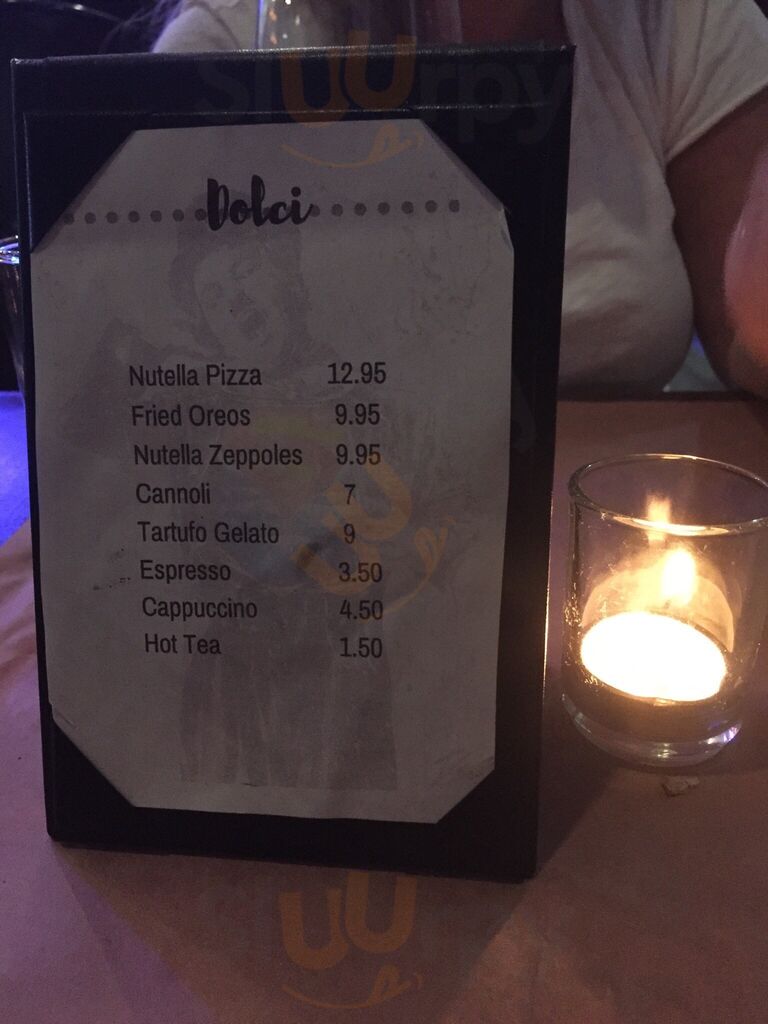 Slurpy
Dolci
Nutella Pizza 12.95
Fried Oreos 9.95
Nutella Zeppoles 9.95
Cannoli 7
Tartufo Gelato 9
Espresso 3.50
Cappuccino 4.50
Hot Tea 1.50